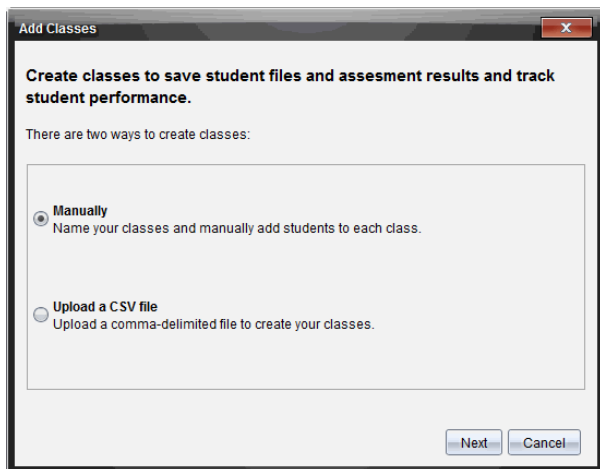 Add Classes
X
Create classes to save student files and assesment results and track
student performance.
There are two ways to create classes:
Manually
Name your classes and manually add students to each class.
Upload a CSV file
Upload a comma-delimited file to create your classes.
Next Cancel